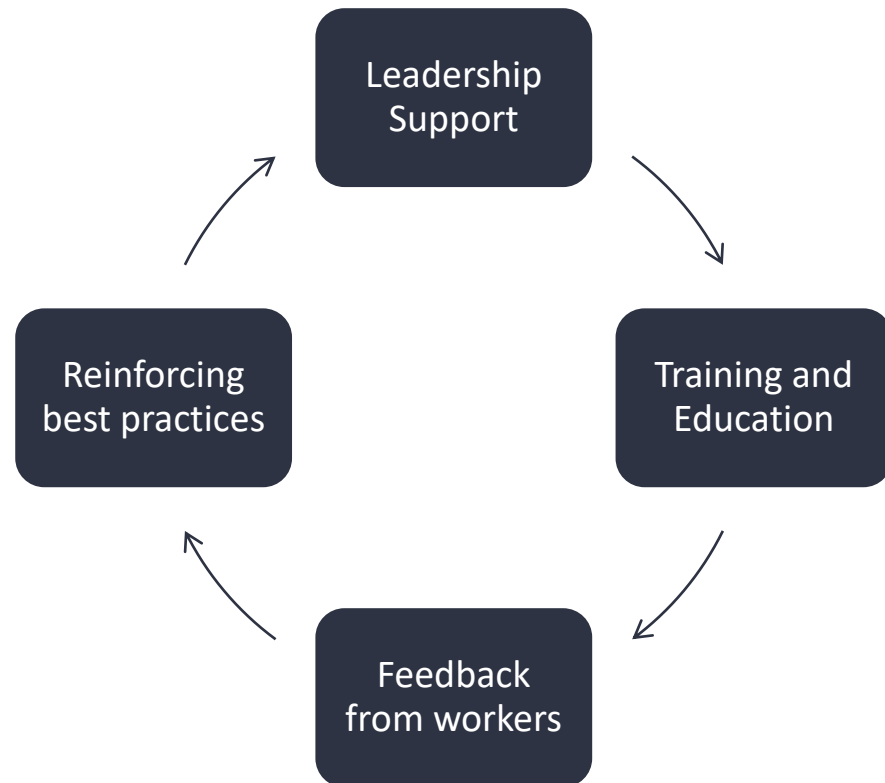 Leadership
Support
Training and
Education
Feedback
from workers
Reinforcing
best practices